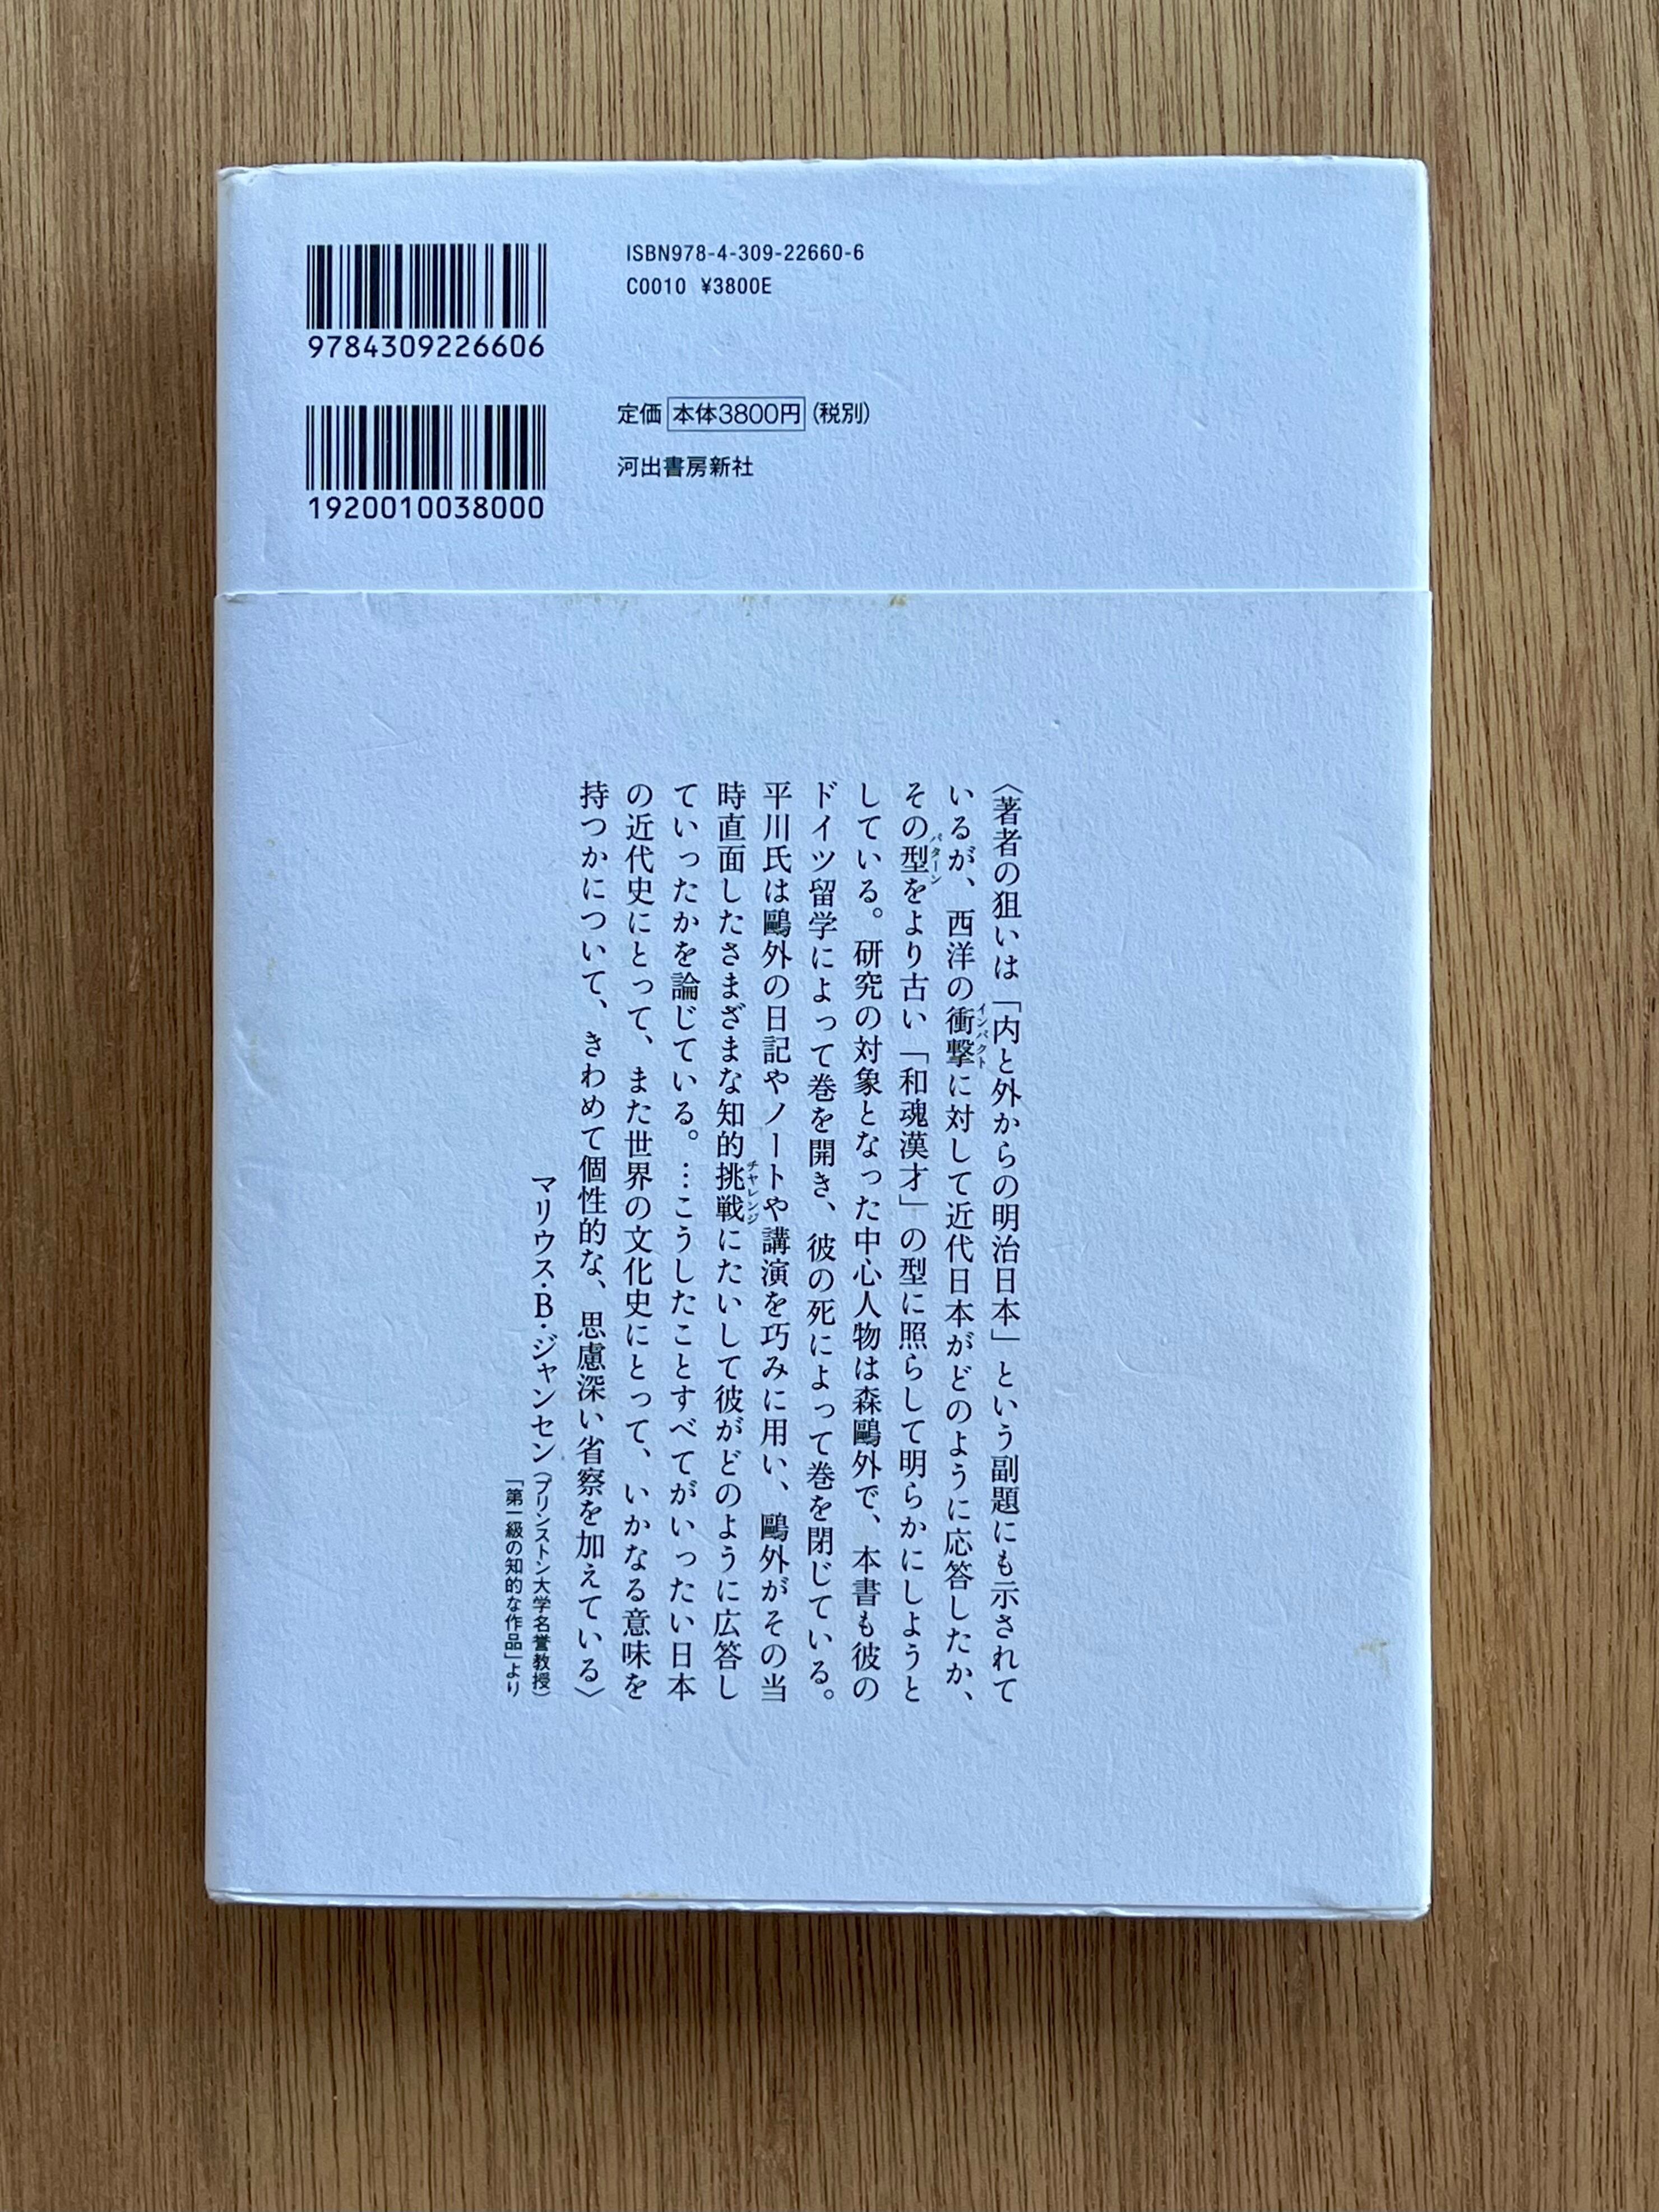 9784309226606
ISBN978-4-309-22660-6
C0010 ¥3800E
1920010038000
定価 本体3800円 (税別)
河出書房新社
〈著者の狙いは「内と外からの明治日本」という副題にも示されて
いるが、西洋の衝撃に対して近代日本がどのように応答したか、
インパクト
その型をより古い「和魂漢才」の型に照らして明らかにしようと
パターン
している。研究の対象となった中心人物は森鷗外で、本書も彼の
ドイツ留学によって巻を開き、彼の死によって巻を閉じている。
平川氏は鷗外の日記やノートや講演を巧みに用い、鷗外がその当
時直面したさまざまな知的挑戦にたいして彼がどのように広答し
チャレンジ
ていったかを論じている。…こうしたことすべてがいったい日本
の近代史にとって、また世界の文化史にとって、いかなる意味を
持つかについて、きわめて個性的な、思慮深い省察を加えている〉
マリウス・B・ジャンセン(プリンストン大学名誉教授)
「第一級の知的な作品」より